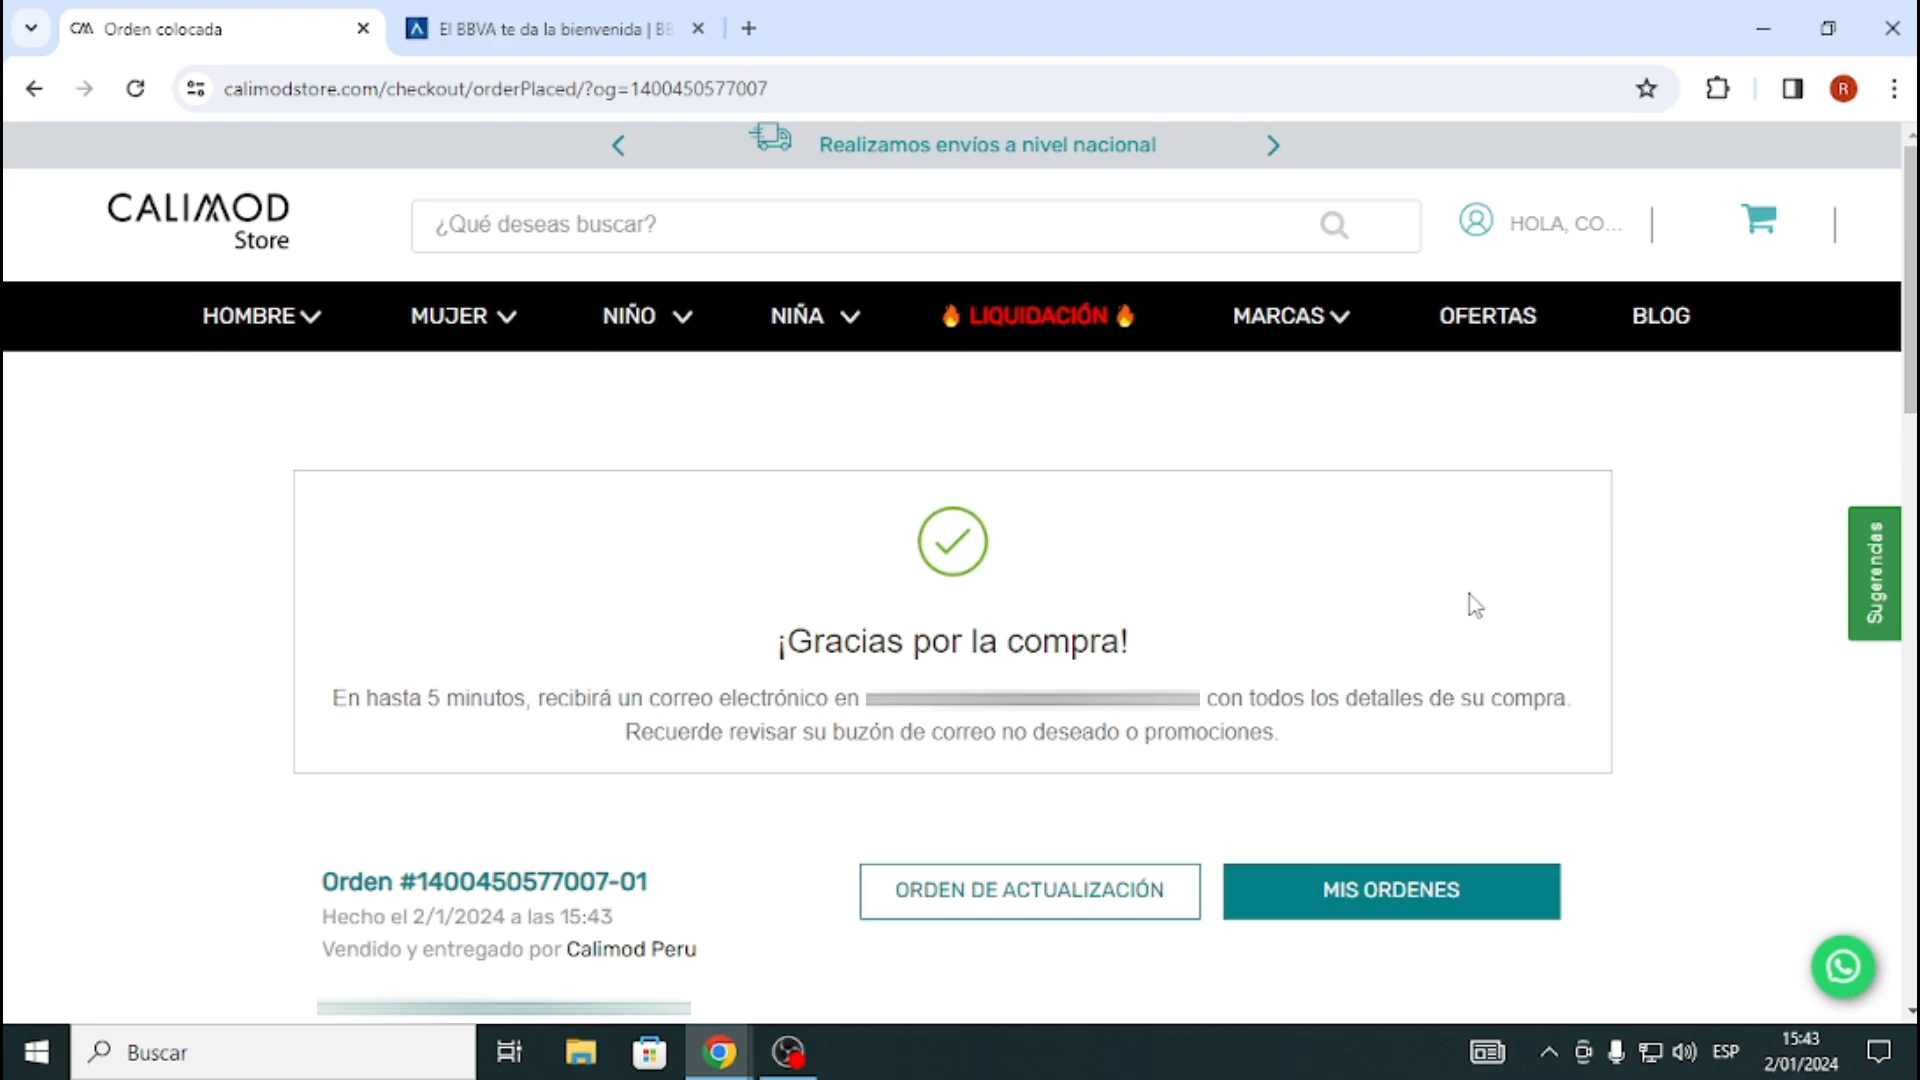 CM Orden colocada
El BBVA te da la bienvenida | BB
calimodstore.com/checkout/orderPlaced/?og=1400450577007
R
Realizamos envíos a nivel nacional
CALIMOD
Store
¿Qué deseas buscar?
HOLA, CO...
HOMBRE
MUJER
NIÑO
NIÑA
LIQUIDACIÓN
MARCAS
OFERTAS
BLOG
Sugerencias
¡Gracias por la compra!
En hasta 5 minutos, recibirá un correo electrónico en con todos los detalles de su compra.
Recuerde revisar su buzón de correo no deseado o promociones.
Orden #1400450577007-01
Hecho el 2/1/2024 a las 15:43
Vendido y entregado por Calimod Peru
ORDEN DE ACTUALIZACIÓN
MIS ORDENES
Buscar
ESP
15:43
2/01/2024